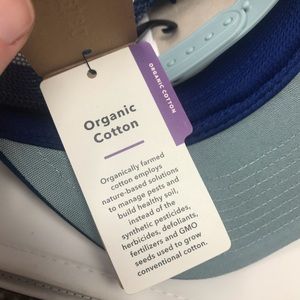 ORGANIC COTTON
Organic
Cotton
Organically farmed
cotton employs
nature-based solutions
to manage pests and
build healthy soil,
instead of the
synthetic pesticides,
herbicides, defoliants,
fertilizers and GMO
seeds used to grow
conventional cotton.